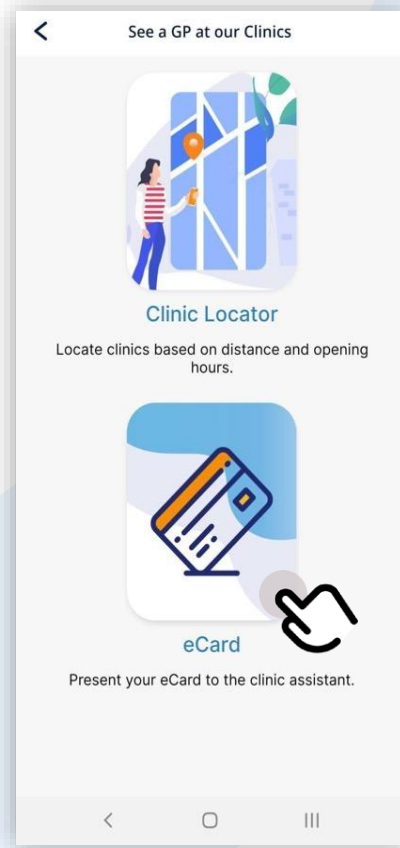 See a GP at our Clinics
Clinic Locator
Locate clinics based on distance and opening
hours.
eCard
Present your eCard to the clinic assistant.